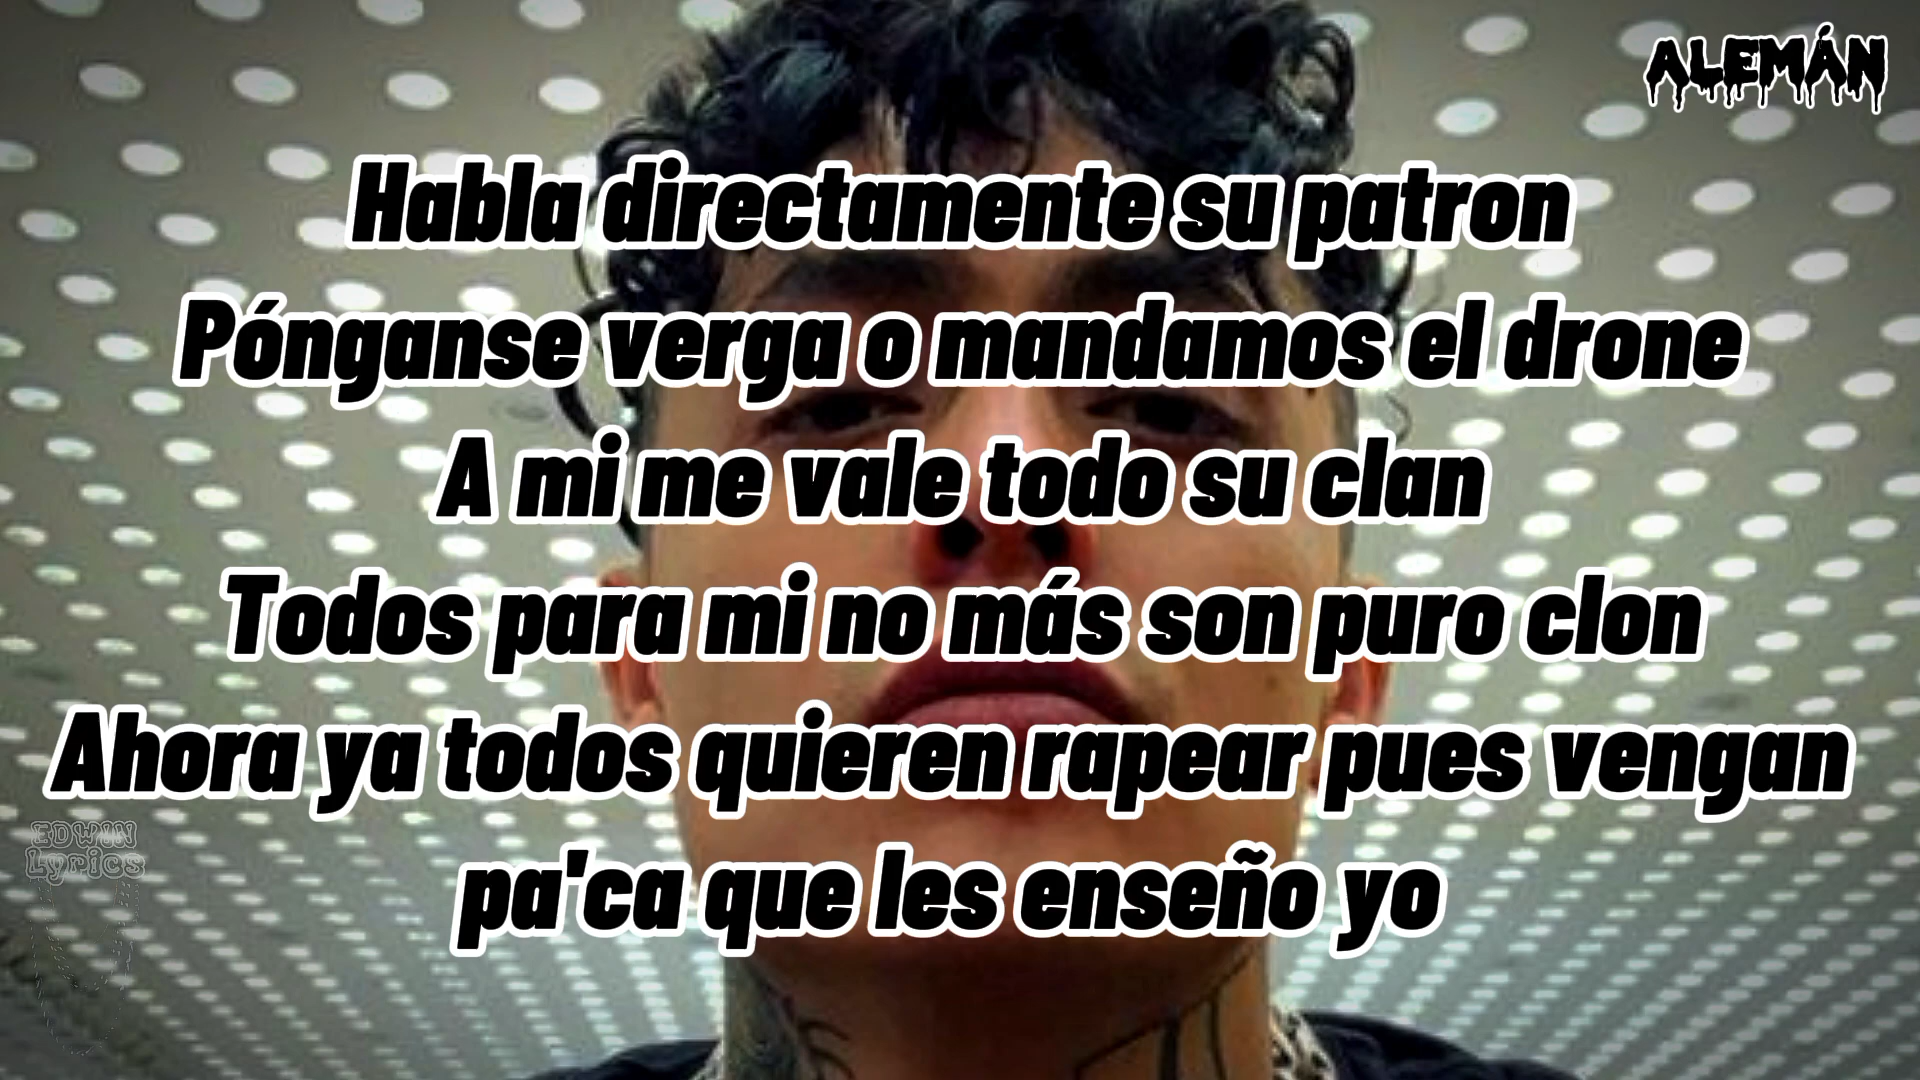 ALEMÁN
Habla directamente su patron
Pónganse verga o mandamos el drone
A mi me vale todo su clan
Todos para mi no más son puro clon
Ahora ya todos quieren rapear pues vengan
pa'ca que les enseño yo
EDWIN
Lyrics